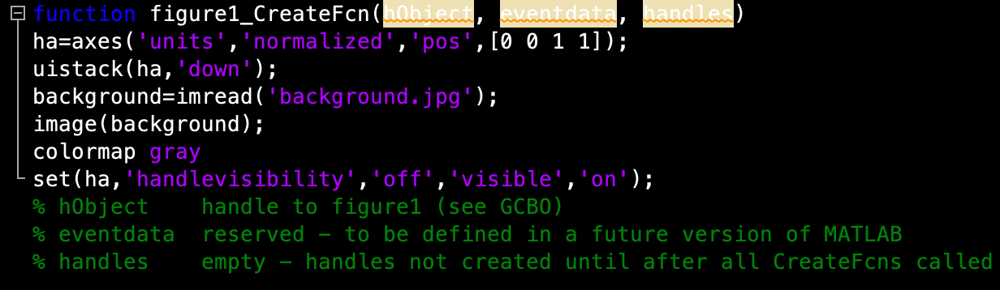 function figure1_CreateFcn(hObject, eventdata, handles)
ha=axes('units','normalized','pos',[0 0 1 1]);
uistack(ha,'down');
background=imread('background.jpg');
image(background);
colormap gray
set(ha,'handlevisibility','off','visible','on');
% hObject    handle to figure1 (see GCBO)
% eventdata  reserved - to be defined in a future version of MATLAB
% handles    empty - handles not created until after all CreateFcns called